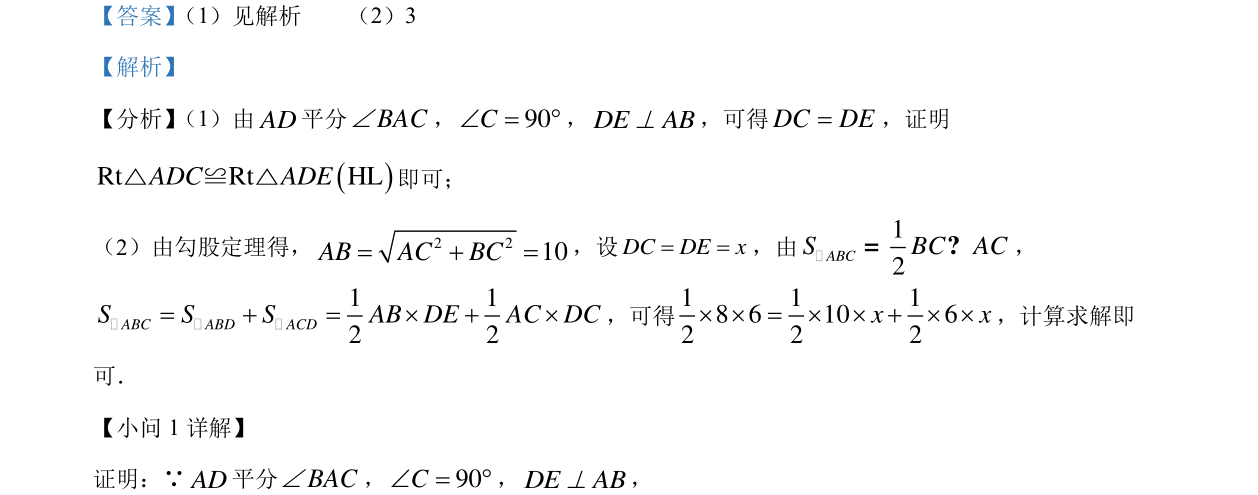 【答案】（1）见解析　　（2）3
【解析】
【分析】（1）由 AD 平分∠BAC，∠C = 90°，DE ⊥ AB，可得 DC = DE，证明
Rt△ADC≌Rt△ADE(HL)即可；
（2）由勾股定理得，AB = √(AC² + BC²) = 10，设 DC = DE = x，由 S□ABC = 1/2 BC? AC，
S□ABC = S□ABD + S□ACD = 1/2 AB×DE + 1/2 AC×DC，可得 1/2×8×6 = 1/2×10×x + 1/2×6×x，计算求解即
可．
【小问 1 详解】
证明：∵ AD 平分∠BAC，∠C = 90°，DE ⊥ AB，